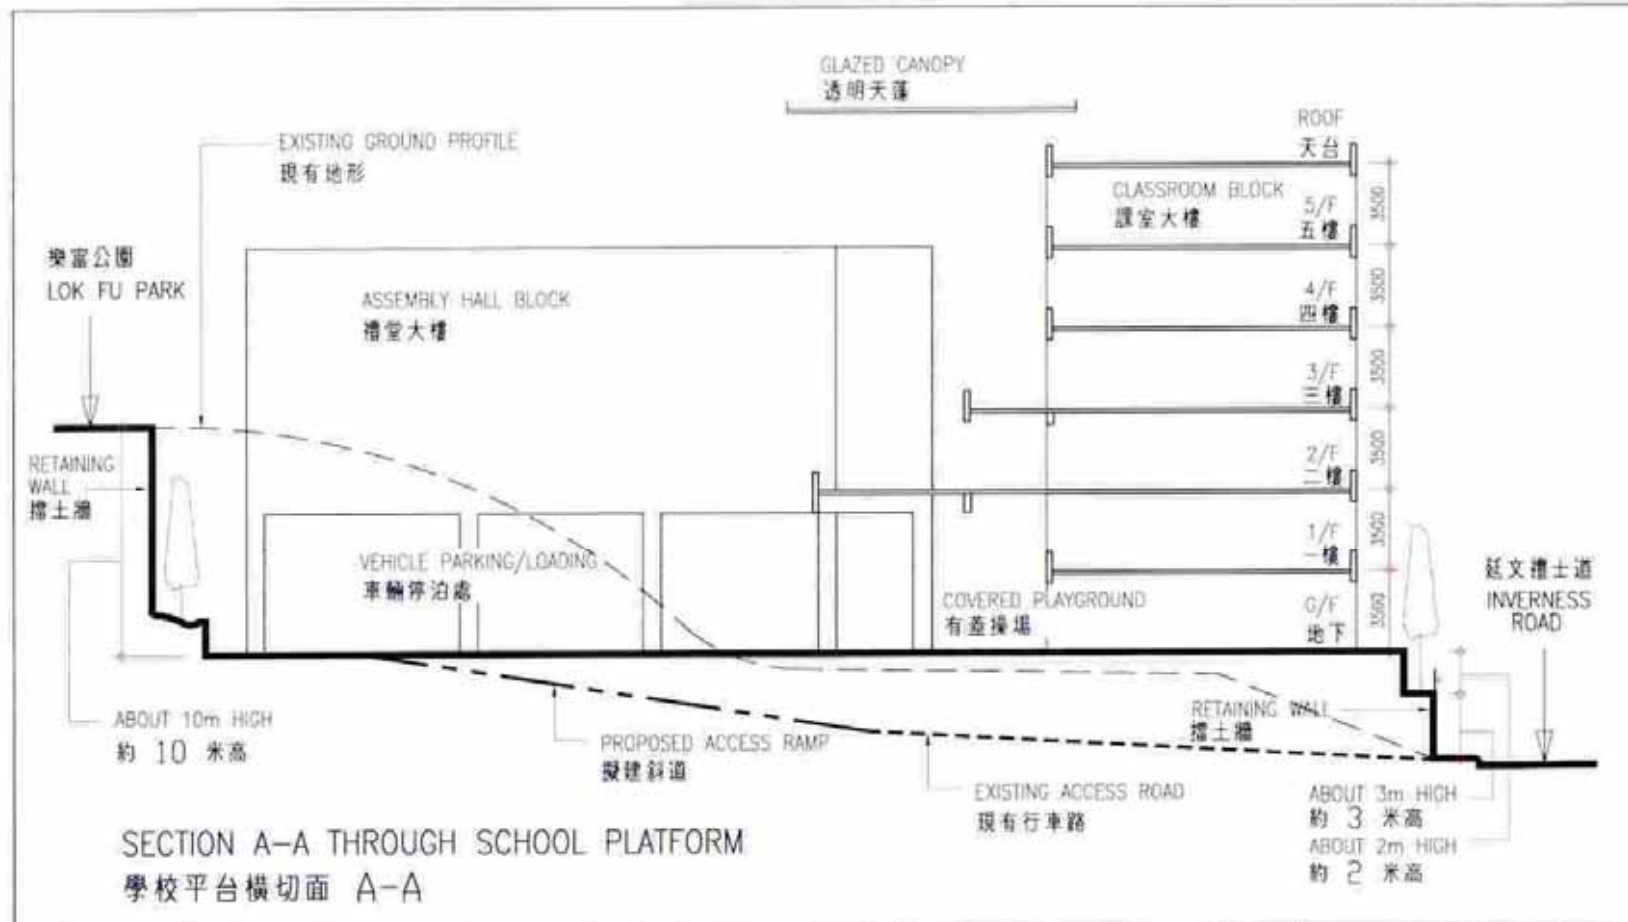 GLAZED CANOPY
透明天蓬
EXISTING GROUND PROFILE
現有地形
ROOF
天台
CLASSROOM BLOCK
課室大樓
5/F
五樓
3500
樂富公園
LOK FU PARK
ASSEMBLY HALL BLOCK
禮堂大樓
4/F
四樓
3500
3/F
三樓
3500
RETAINING
WALL
擋土牆
2/F
二樓
3500
VEHICLE PARKING/LOADING
車輛停泊處
1/F
一樓
3500
COVERED PLAYGROUND
有蓋操場
G/F
地下
3500
延文禮士道
INVERNESS
ROAD
ABOUT 10m HIGH
約 10 米高
PROPOSED ACCESS RAMP
擬建斜道
RETAINING WALL
擋土牆
EXISTING ACCESS ROAD
現有行車路
ABOUT 3m HIGH
約 3 米高
ABOUT 2m HIGH
約 2 米高
SECTION A-A THROUGH SCHOOL PLATFORM
學校平台橫切面 A-A